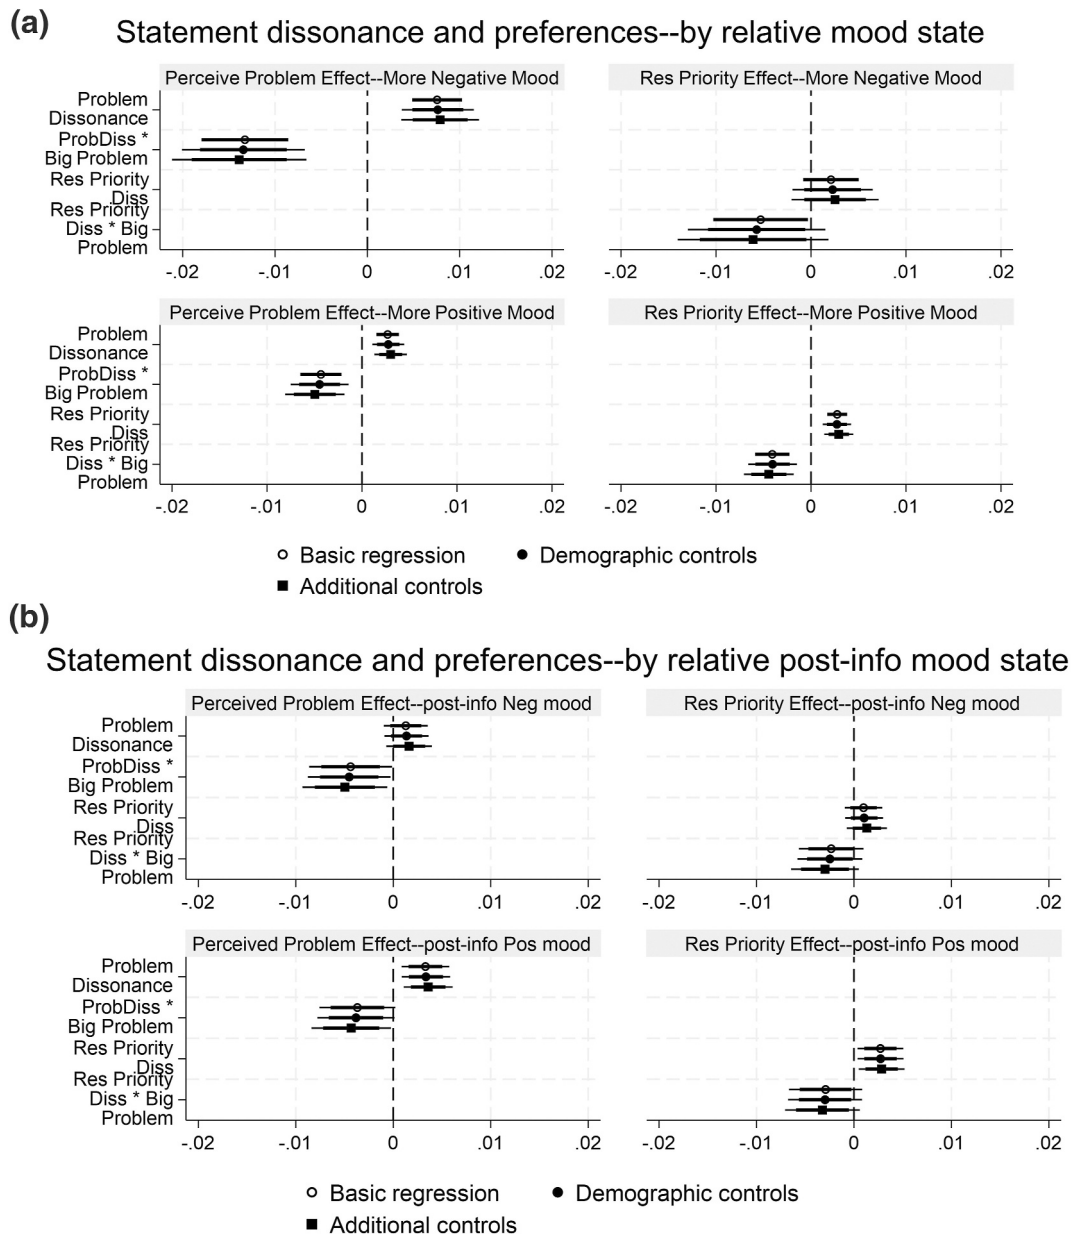 (a)
Statement dissonance and preferences--by relative mood state
Perceive Problem Effect--More Negative Mood
Res Priority Effect--More Negative Mood
Problem
Dissonance
ProbDiss *
Big Problem
Res Priority
Diss
Res Priority
Diss * Big
Problem
-.02 -.01 0 .01 .02
-.02 -.01 0 .01 .02
Perceive Problem Effect--More Positive Mood
Res Priority Effect--More Positive Mood
Problem
Dissonance
ProbDiss *
Big Problem
Res Priority
Diss
Res Priority
Diss * Big
Problem
-.02 -.01 0 .01 .02
-.02 -.01 0 .01 .02
Basic regression
Demographic controls
Additional controls
(b)
Statement dissonance and preferences--by relative post-info mood state
Perceived Problem Effect--post-info Neg mood
Res Priority Effect--post-info Neg mood
Problem
Dissonance
ProbDiss *
Big Problem
Res Priority
Diss
Res Priority
Diss * Big
Problem
-.02 -.01 0 .01 .02
-.02 -.01 0 .01 .02
Perceived Problem Effect--post-info Pos mood
Res Priority Effect--post-info Pos mood
Problem
Dissonance
ProbDiss *
Big Problem
Res Priority
Diss
Res Priority
Diss * Big
Problem
-.02 -.01 0 .01 .02
-.02 -.01 0 .01 .02
Basic regression
Demographic controls
Additional controls